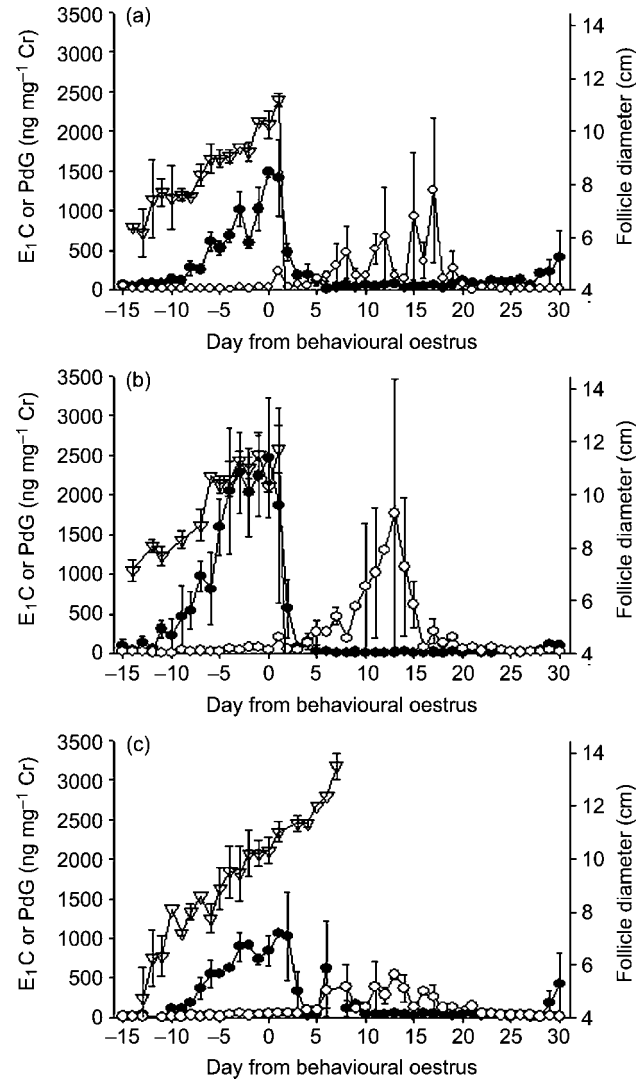 (a)
3500
3000
2500
2000
1500
1000
500
0
E₁C or PdG (ng mg⁻¹ Cr)
14
12
10
8
6
4
Follicle diameter (cm)
−15 −10 −5 0 5 10 15 20 25 30
Day from behavioural oestrus
(b)
3500
3000
2500
2000
1500
1000
500
0
E₁C or PdG (ng mg⁻¹ Cr)
14
12
10
8
6
4
Follicle diameter (cm)
−15 −10 −5 0 5 10 15 20 25 30
Day from behavioural oestrus
(c)
3500
3000
2500
2000
1500
1000
500
0
E₁C or PdG (ng mg⁻¹ Cr)
14
12
10
8
6
4
Follicle diameter (cm)
−15 −10 −5 0 5 10 15 20 25 30
Day from behavioural oestrus